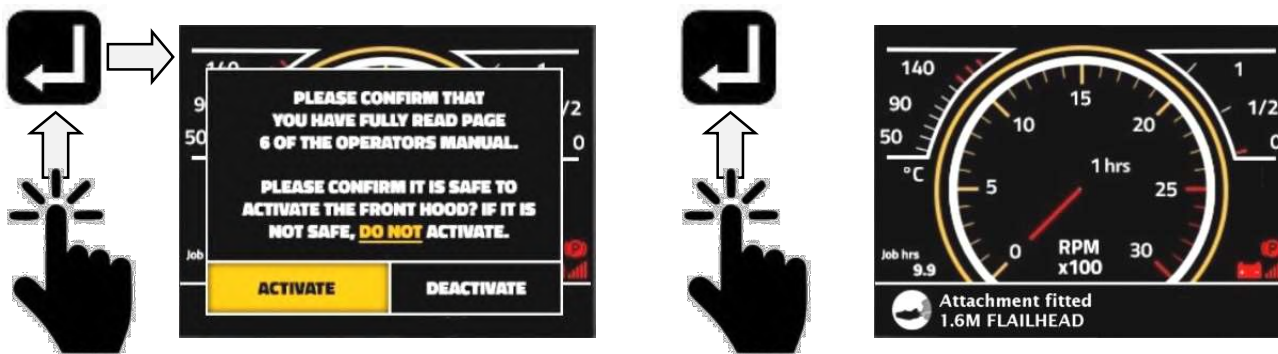 PLEASE CONFIRM THAT
YOU HAVE FULLY READ PAGE
6 OF THE OPERATORS MANUAL.
PLEASE CONFIRM IT IS SAFE TO
ACTIVATE THE FRONT HOOD? IF IT IS
NOT SAFE, DO NOT ACTIVATE.
ACTIVATE
DEACTIVATE
50
0
Job
140
90
50
°C
1
1/2
0
5
10
15
20
25
30
1 hrs
RPM
x100
Job hrs
9.9
P
Attachment fitted
1.6M FLAILHEAD